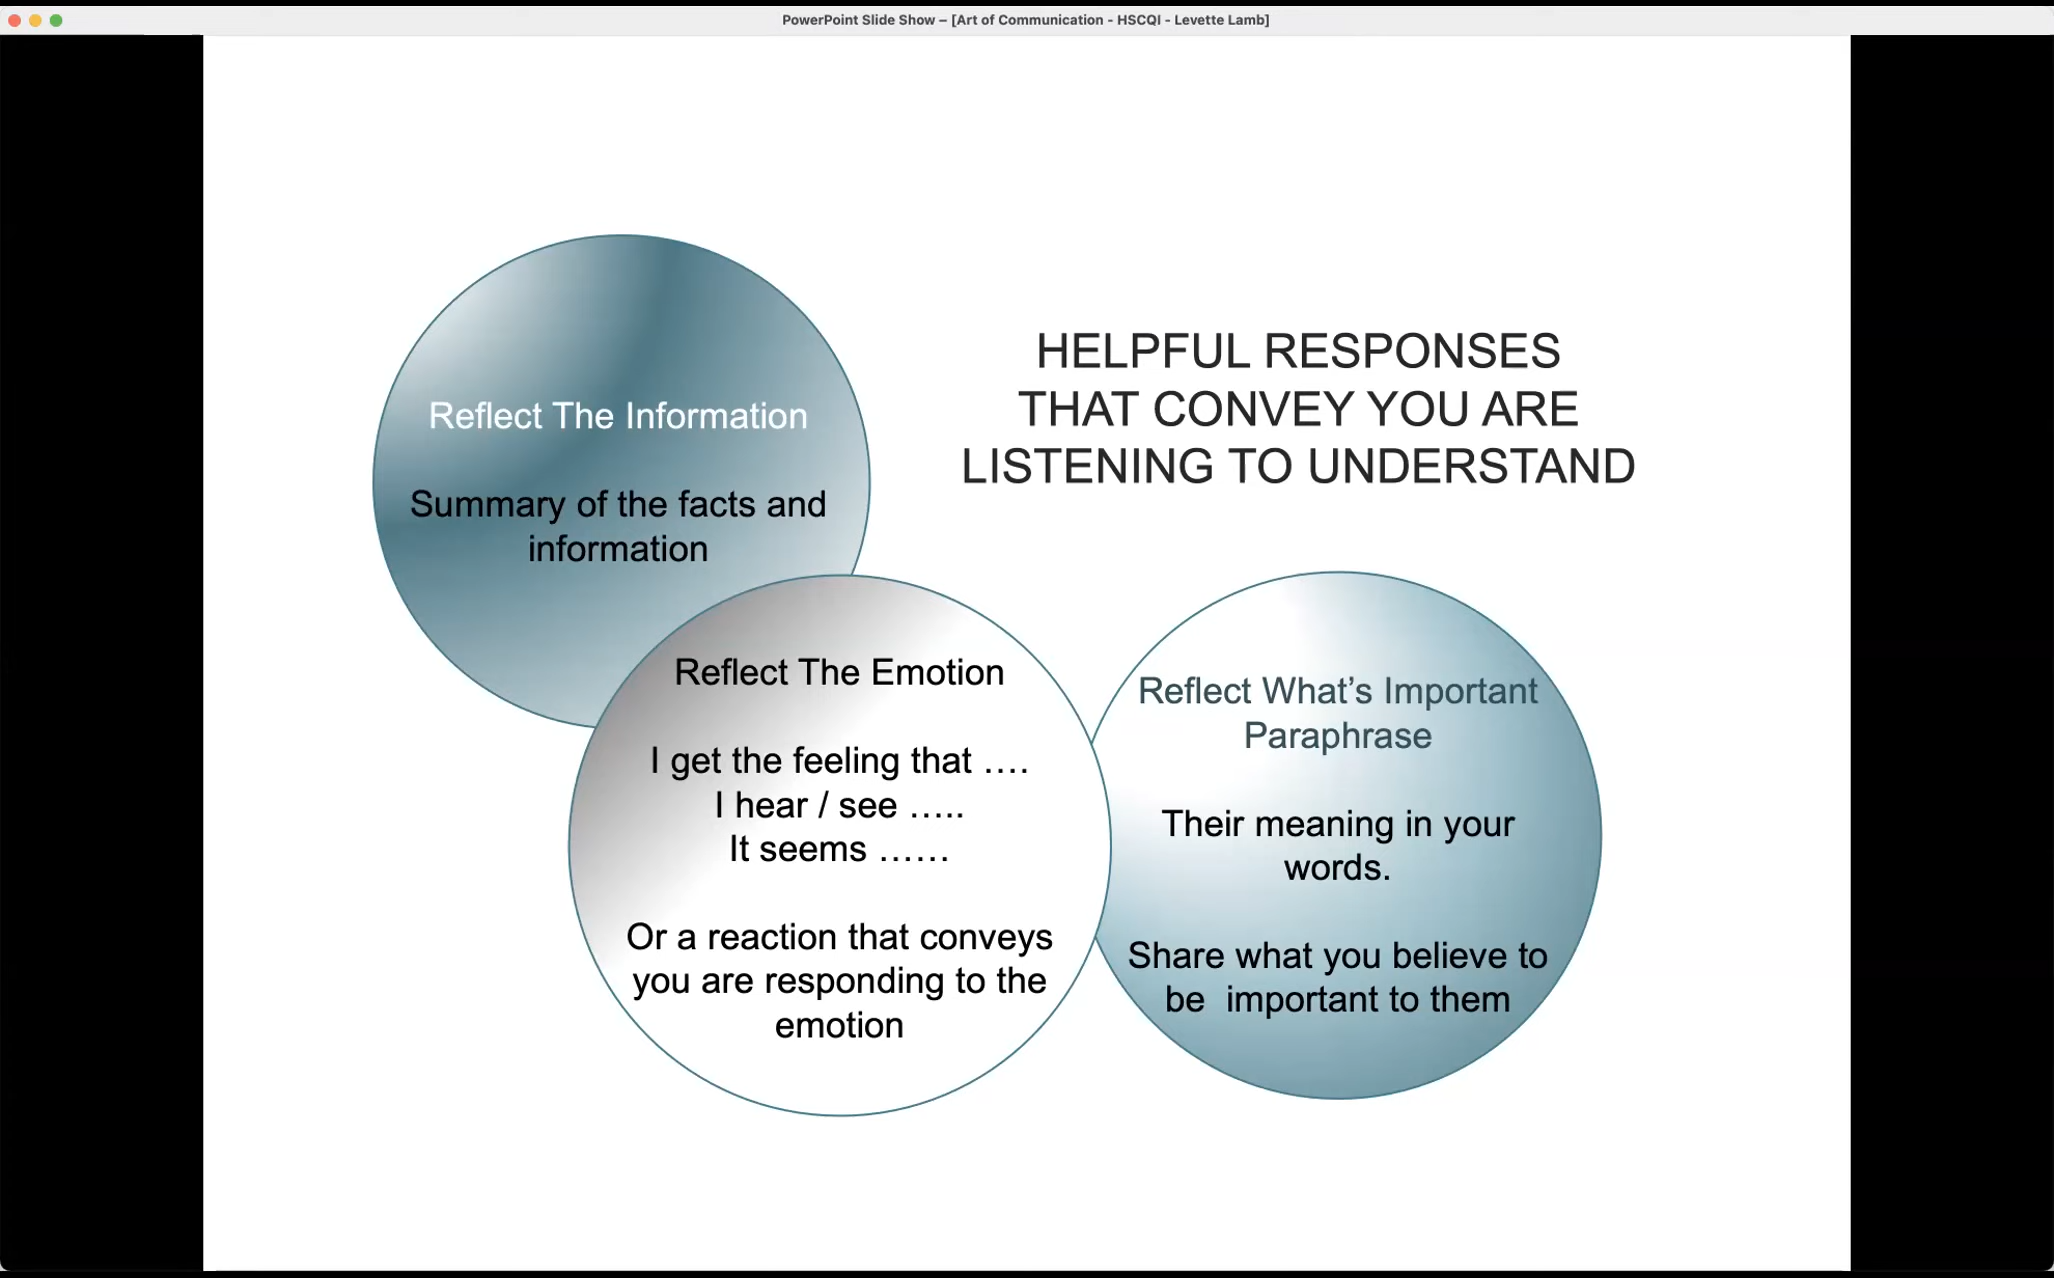 PowerPoint Slide Show – [Art of Communication - HSCQI - Levette Lamb]
HELPFUL RESPONSES
THAT CONVEY YOU ARE
LISTENING TO UNDERSTAND
Reflect The Information
Summary of the facts and
information
Reflect The Emotion
I get the feeling that ….
I hear / see …..
It seems ……
Or a reaction that conveys
you are responding to the
emotion
Reflect What’s Important
Paraphrase
Their meaning in your
words.
Share what you believe to
be  important to them